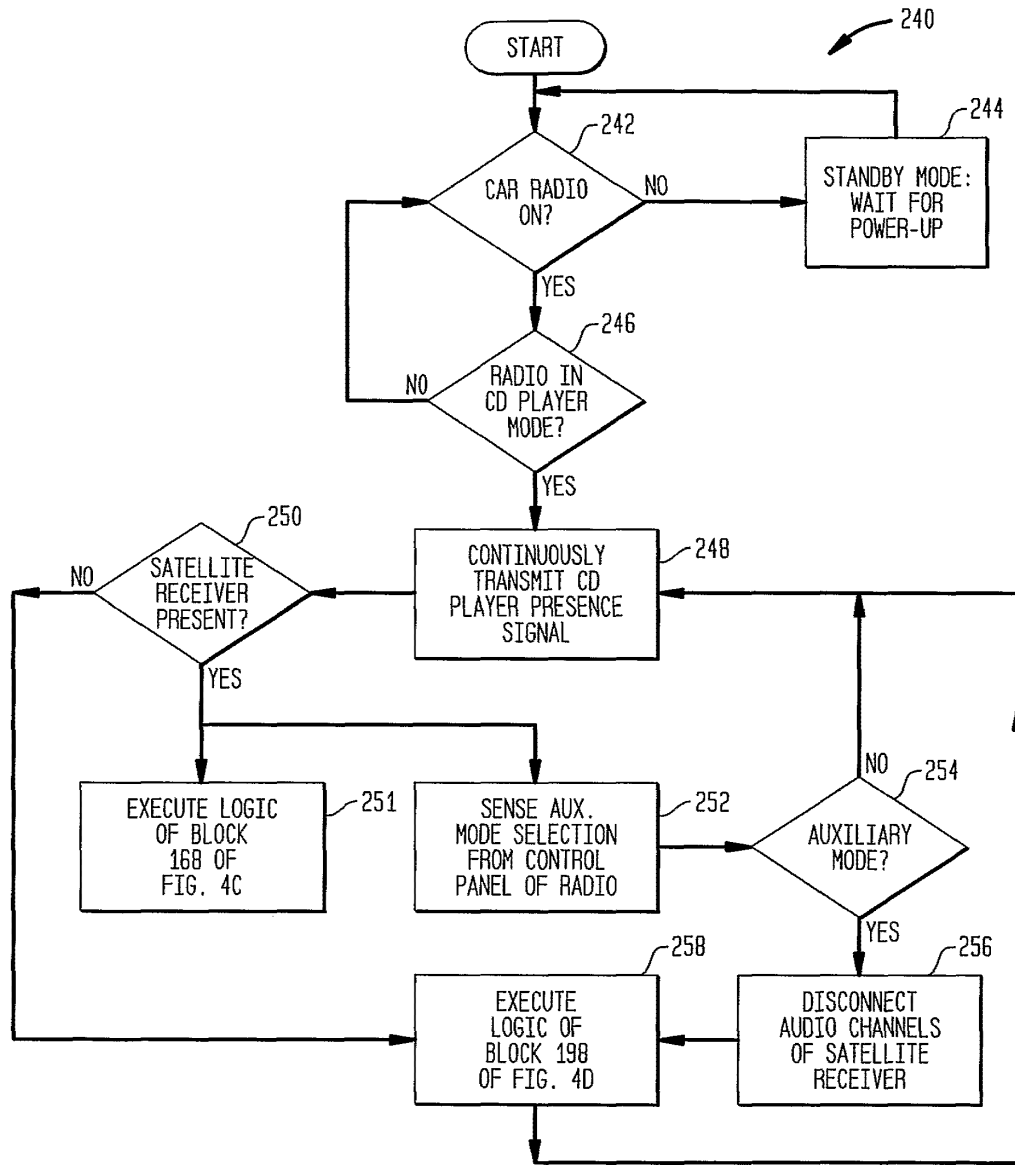 240
START
242
244
CAR RADIO
ON?
NO
STANDBY MODE:
WAIT FOR
POWER-UP
YES
246
NO
RADIO IN
CD PLAYER
MODE?
YES
250
NO
SATELLITE
RECEIVER
PRESENT?
YES
248
CONTINUOUSLY
TRANSMIT CD
PLAYER PRESENCE
SIGNAL
251
EXECUTE LOGIC
OF BLOCK
168 OF
FIG. 4C
252
SENSE AUX.
MODE SELECTION
FROM CONTROL
PANEL OF RADIO
NO
254
AUXILIARY
MODE?
YES
258
EXECUTE
LOGIC OF
BLOCK 198
OF FIG. 4D
256
DISCONNECT
AUDIO CHANNELS
OF SATELLITE
RECEIVER